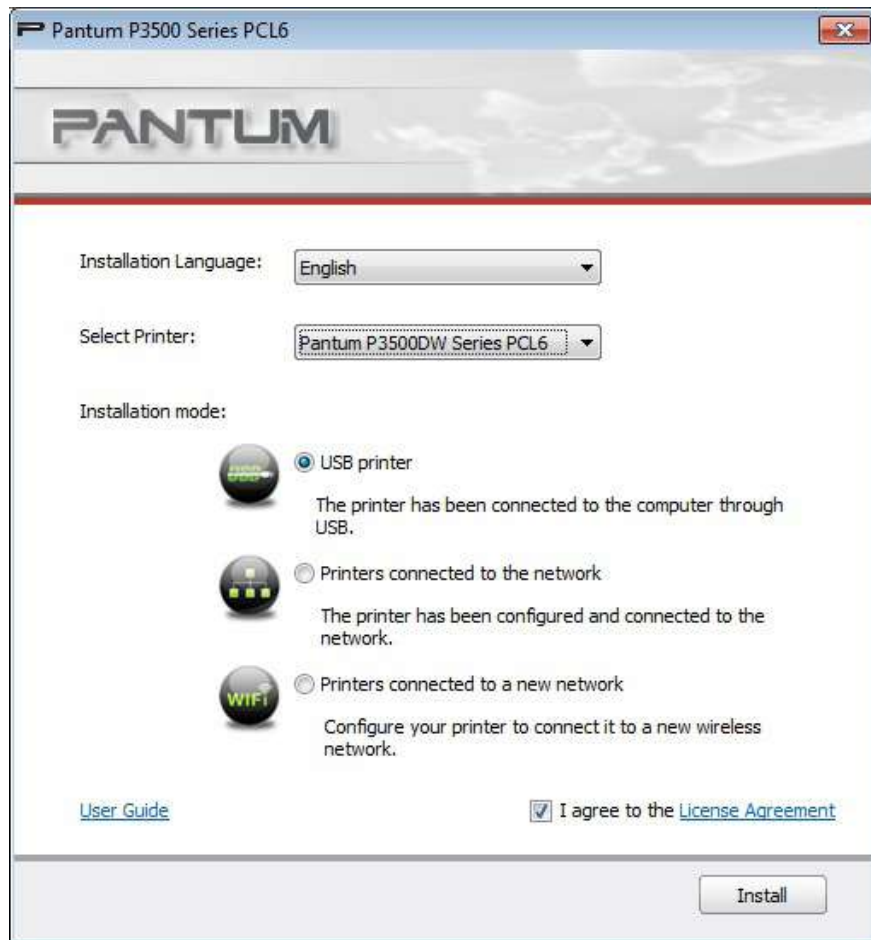 Pantum P3500 Series PCL6
PANTUM
Installation Language:
English
Select Printer:
Pantum P3500DW Series PCL6
Installation mode:
USB
USB printer
The printer has been connected to the computer through
USB.
Printers connected to the network
The printer has been configured and connected to the
network.
WIFI
Printers connected to a new network
Configure your printer to connect it to a new wireless
network.
User Guide
I agree to the License Agreement
Install